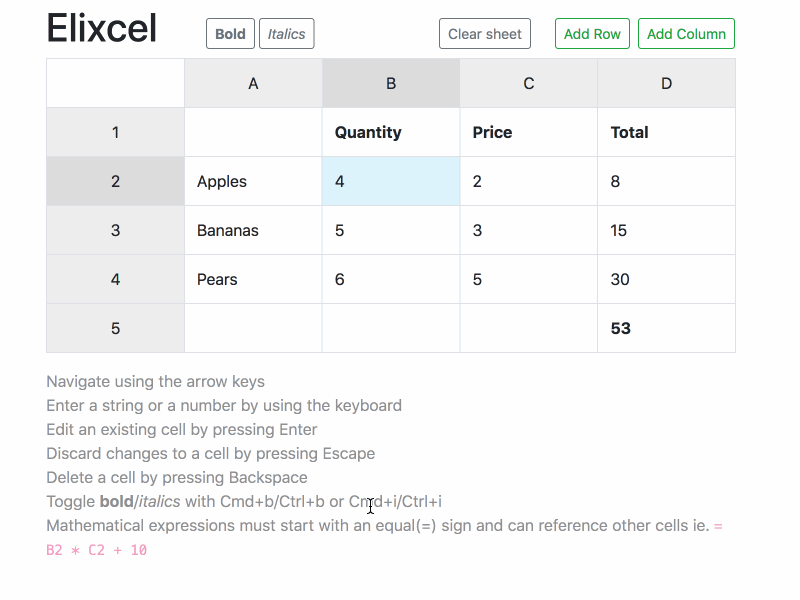 Elixcel Bold Italics Clear sheet Add Row Add Column
A B C D
1 Quantity Price Total
2 Apples 4 2 8
3 Bananas 5 3 15
4 Pears 6 5 30
5 53
Navigate using the arrow keys
Enter a string or a number by using the keyboard
Edit an existing cell by pressing Enter
Discard changes to a cell by pressing Escape
Delete a cell by pressing Backspace
Toggle bold/italics with Cmd+b/Ctrl+b or Cmd+i/Ctrl+i
Mathematical expressions must start with an equal(=) sign and can reference other cells ie. =
B2 * C2 + 10